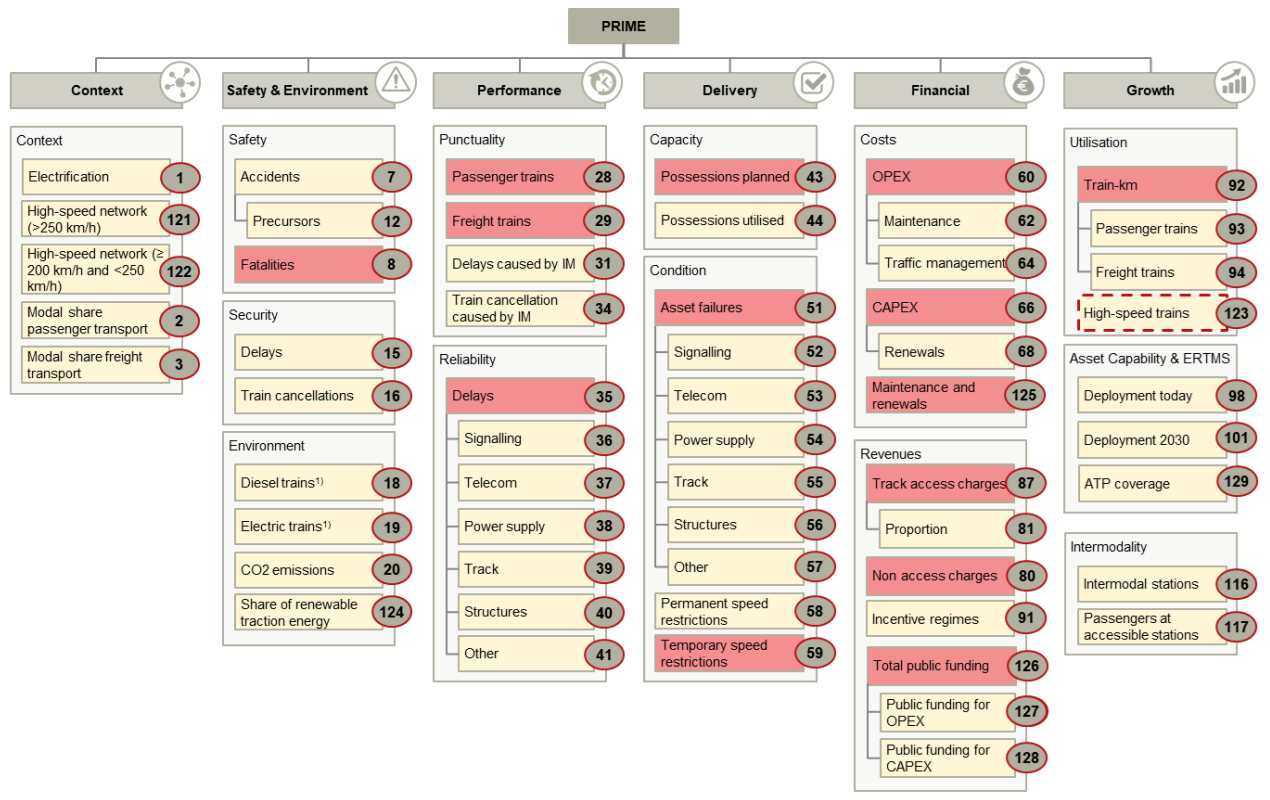 PRIME
Context
Context
Electrification
1
High-speed network
(>250 km/h)
121
High-speed network (≥
200 km/h and <250
km/h)
122
Modal share
passenger transport
2
Modal share freight
transport
3
Safety & Environment
Safety
Accidents
7
Precursors
12
Fatalities
8
Security
Delays
15
Train cancellations
16
Environment
Diesel trains¹⁾
18
Electric trains¹⁾
19
CO2 emissions
20
Share of renewable
traction energy
124
Performance
Punctuality
Passenger trains
28
Freight trains
29
Delays caused by IM
31
Train cancellation
caused by IM
34
Reliability
Delays
35
Signalling
36
Telecom
37
Power supply
38
Track
39
Structures
40
Other
41
Delivery
Capacity
Possessions planned
43
Possessions utilised
44
Condition
Asset failures
51
Signalling
52
Telecom
53
Power supply
54
Track
55
Structures
56
Other
57
Permanent speed
restrictions
58
Temporary speed
restrictions
59
Financial
Costs
OPEX
60
Maintenance
62
Traffic management
64
CAPEX
66
Renewals
68
Maintenance and
renewals
125
Revenues
Track access charges
87
Proportion
81
Non access charges
80
Incentive regimes
91
Total public funding
126
Public funding for
OPEX
127
Public funding for
CAPEX
128
Growth
Utilisation
Train-km
92
Passenger trains
93
Freight trains
94
High-speed trains
123
Asset Capability & ERTMS
Deployment today
98
Deployment 2030
101
ATP coverage
129
Intermodality
Intermodal stations
116
Passengers at
accessible stations
117